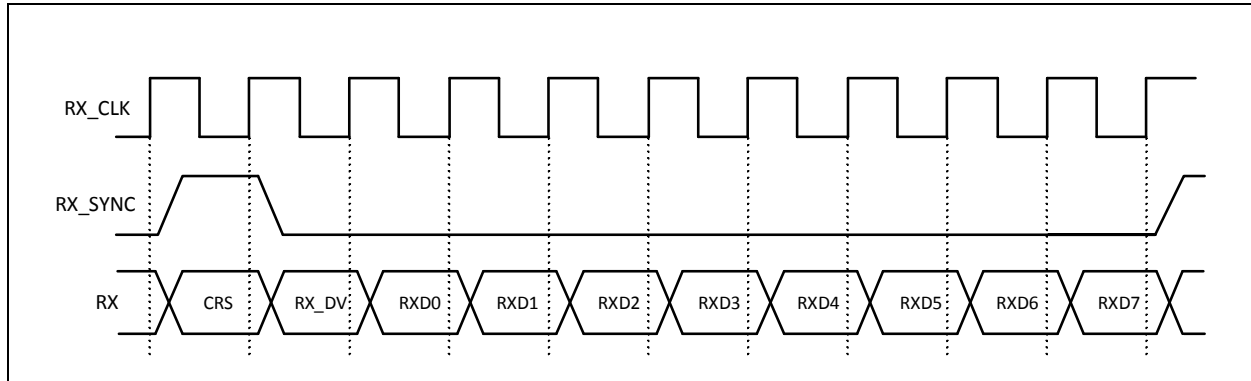 RX_CLK
RX_SYNC
RX CRS RX_DV RXD0 RXD1 RXD2 RXD3 RXD4 RXD5 RXD6 RXD7